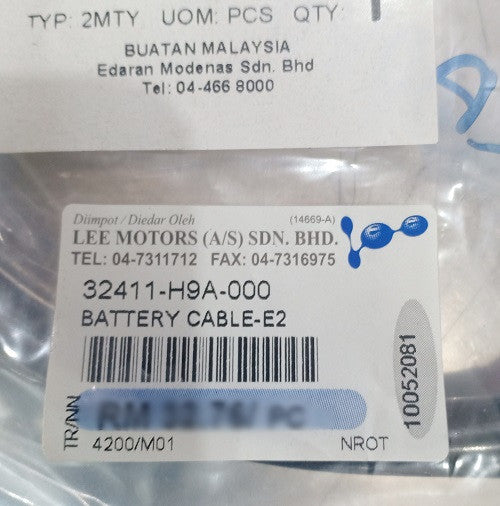 TYP: 2MTY UOM: PCS QTY:
BUATAN MALAYSIA
Edaran Modenas Sdn. Bhd
Tel: 04-466 8000
Diimpot / Diedar Oleh (14669-A)
LEE MOTORS (A/S) SDN. BHD.
TEL: 04-7311712 FAX: 04-7316975
32411-H9A-000
BATTERY CABLE-E2
TR/NN
10052081
4200/M01 NROT